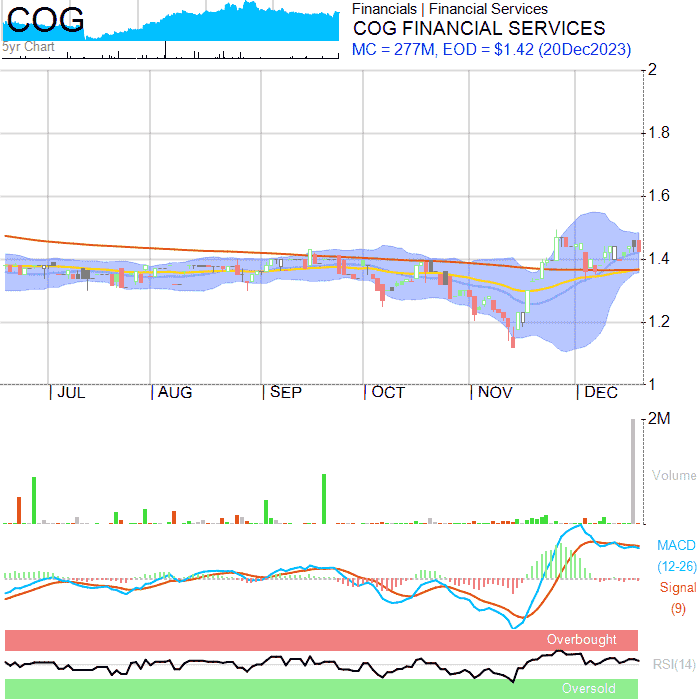 COG
5yr Chart
Financials | Financial Services
COG FINANCIAL SERVICES
MC = 277M, EOD = $1.42 (20Dec2023)
2
1.8
1.6
1.4
1.2
1
JUL AUG SEP OCT NOV DEC
2M
Volume
MACD
(12-26)
Signal
(9)
Overbought
RSI(14)
Oversold